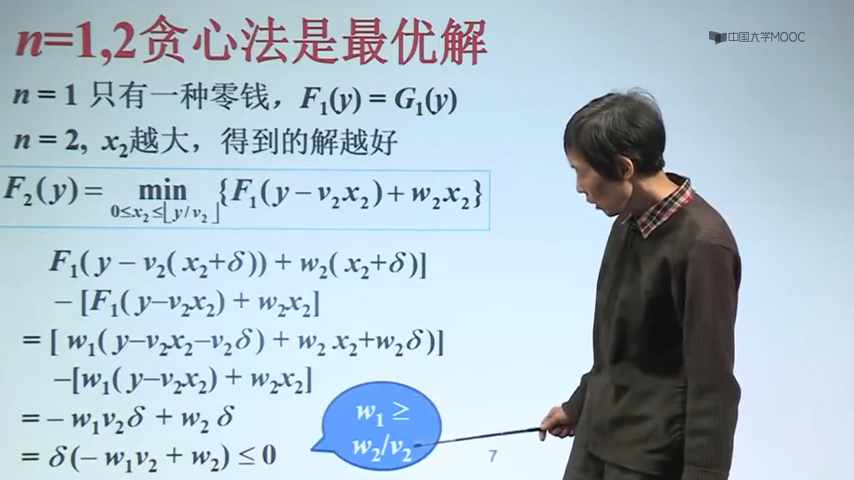 n=1,2贪心法是最优解
中国大学MOOC
n = 1 只有一种零钱，F₁(y) = G₁(y)
n = 2, x₂越大，得到的解越好
F₂(y) = min {F₁(y − v₂x₂) + w₂x₂}
0≤x₂≤⌊y/v₂⌋
F₁( y − v₂( x₂+δ)) + w₂( x₂+δ)]
− [F₁( y−v₂x₂) + w₂x₂]
= [ w₁( y−v₂x₂−v₂δ) + w₂ x₂+w₂δ)]
−[w₁( y−v₂x₂) + w₂x₂]
= − w₁v₂δ + w₂ δ
= δ(− w₁v₂ + w₂) ≤ 0
w₁ ≥
w₂/v₂
7